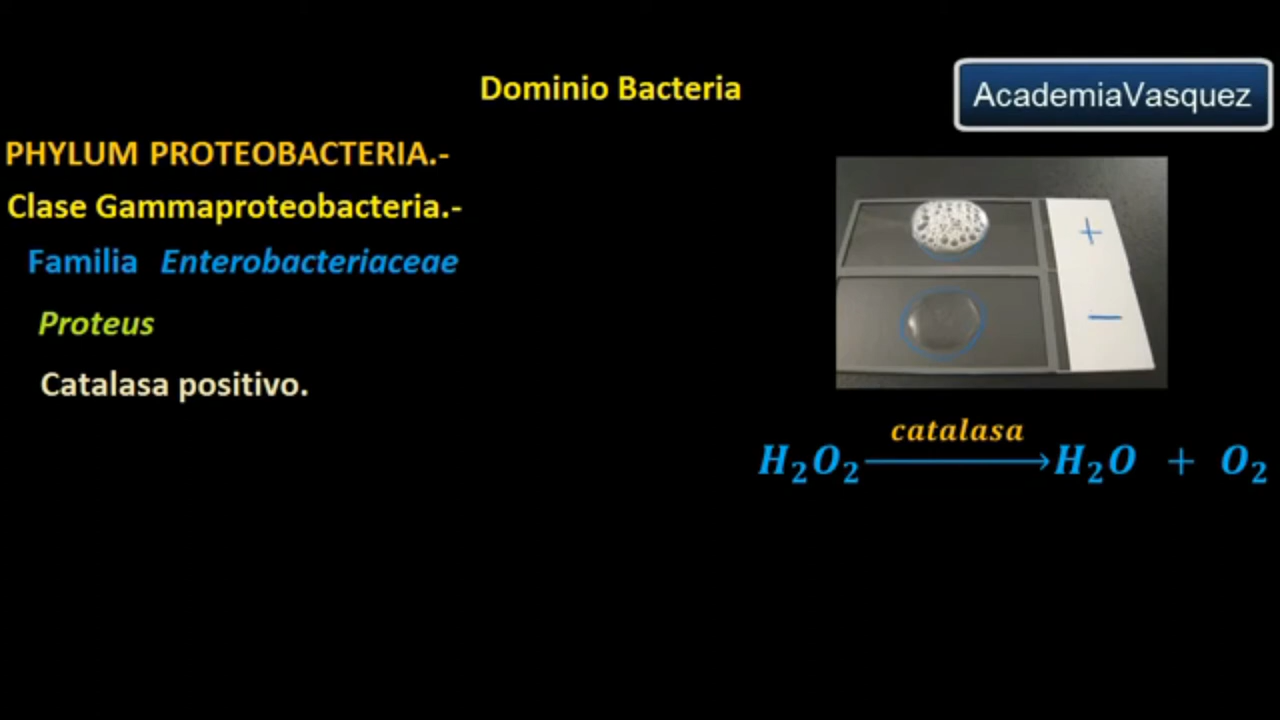 Dominio Bacteria
AcademiaVasquez
PHYLUM PROTEOBACTERIA.-
Clase Gammaproteobacteria.-
Familia Enterobacteriaceae
Proteus
Catalasa positivo.
+
−
catalasa
H₂O₂ ⟶ H₂O + O₂